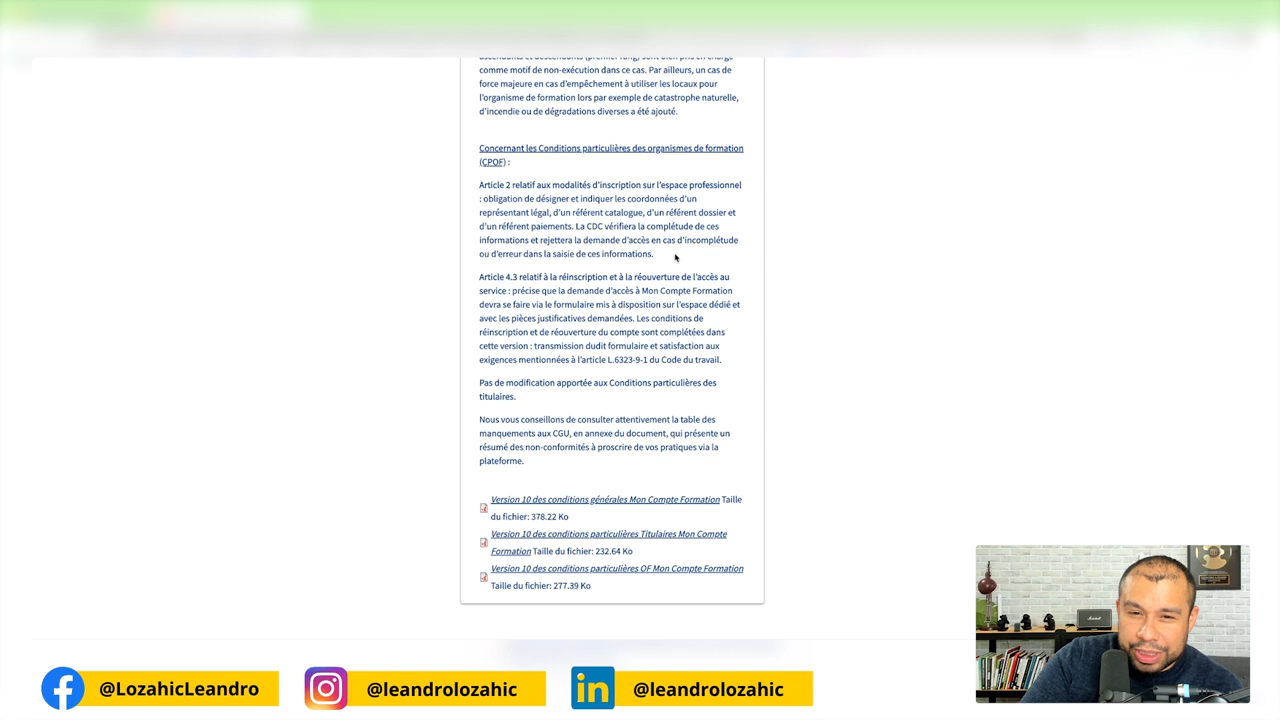 ascendants et descendants (premier rang) sont bien pris en charge
comme motif de non-exécution dans ce cas. Par ailleurs, un cas de
force majeure en cas d'empêchement à utiliser les locaux pour
l'organisme de formation lors par exemple de catastrophe naturelle,
d'incendie ou de dégradations diverses a été ajouté.
Concernant les Conditions particulières des organismes de formation
(CPOF) :
Article 2 relatif aux modalités d'inscription sur l'espace professionnel
: obligation de désigner et indiquer les coordonnées d'un
représentant légal, d'un référent catalogue, d'un référent dossier et
d'un référent paiements. La CDC vérifiera la complétude de ces
informations et rejettera la demande d'accès en cas d'incomplétude
ou d'erreur dans la saisie de ces informations.
Article 4.3 relatif à la réinscription et à la réouverture de l'accès au
service : précise que la demande d'accès à Mon Compte Formation
devra se faire via le formulaire mis à disposition sur l'espace dédié et
avec les pièces justificatives demandées. Les conditions de
réinscription et de réouverture du compte sont complétées dans
cette version : transmission dudit formulaire et satisfaction aux
exigences mentionnées à l'article L.6323-9-1 du Code du travail.
Pas de modification apportée aux Conditions particulières des
titulaires.
Nous vous conseillons de consulter attentivement la table des
manquements aux CGU, en annexe du document, qui présente un
résumé des non-conformités à proscrire de vos pratiques via la
plateforme.
Version 10 des conditions générales Mon Compte Formation Taille
du fichier: 378.22 Ko
Version 10 des conditions particulières Titulaires Mon Compte
Formation Taille du fichier: 232.64 Ko
Version 10 des conditions particulières OF Mon Compte Formation
Taille du fichier: 277.39 Ko
@LozahicLeandro
@leandrolozahic
in @leandrolozahic